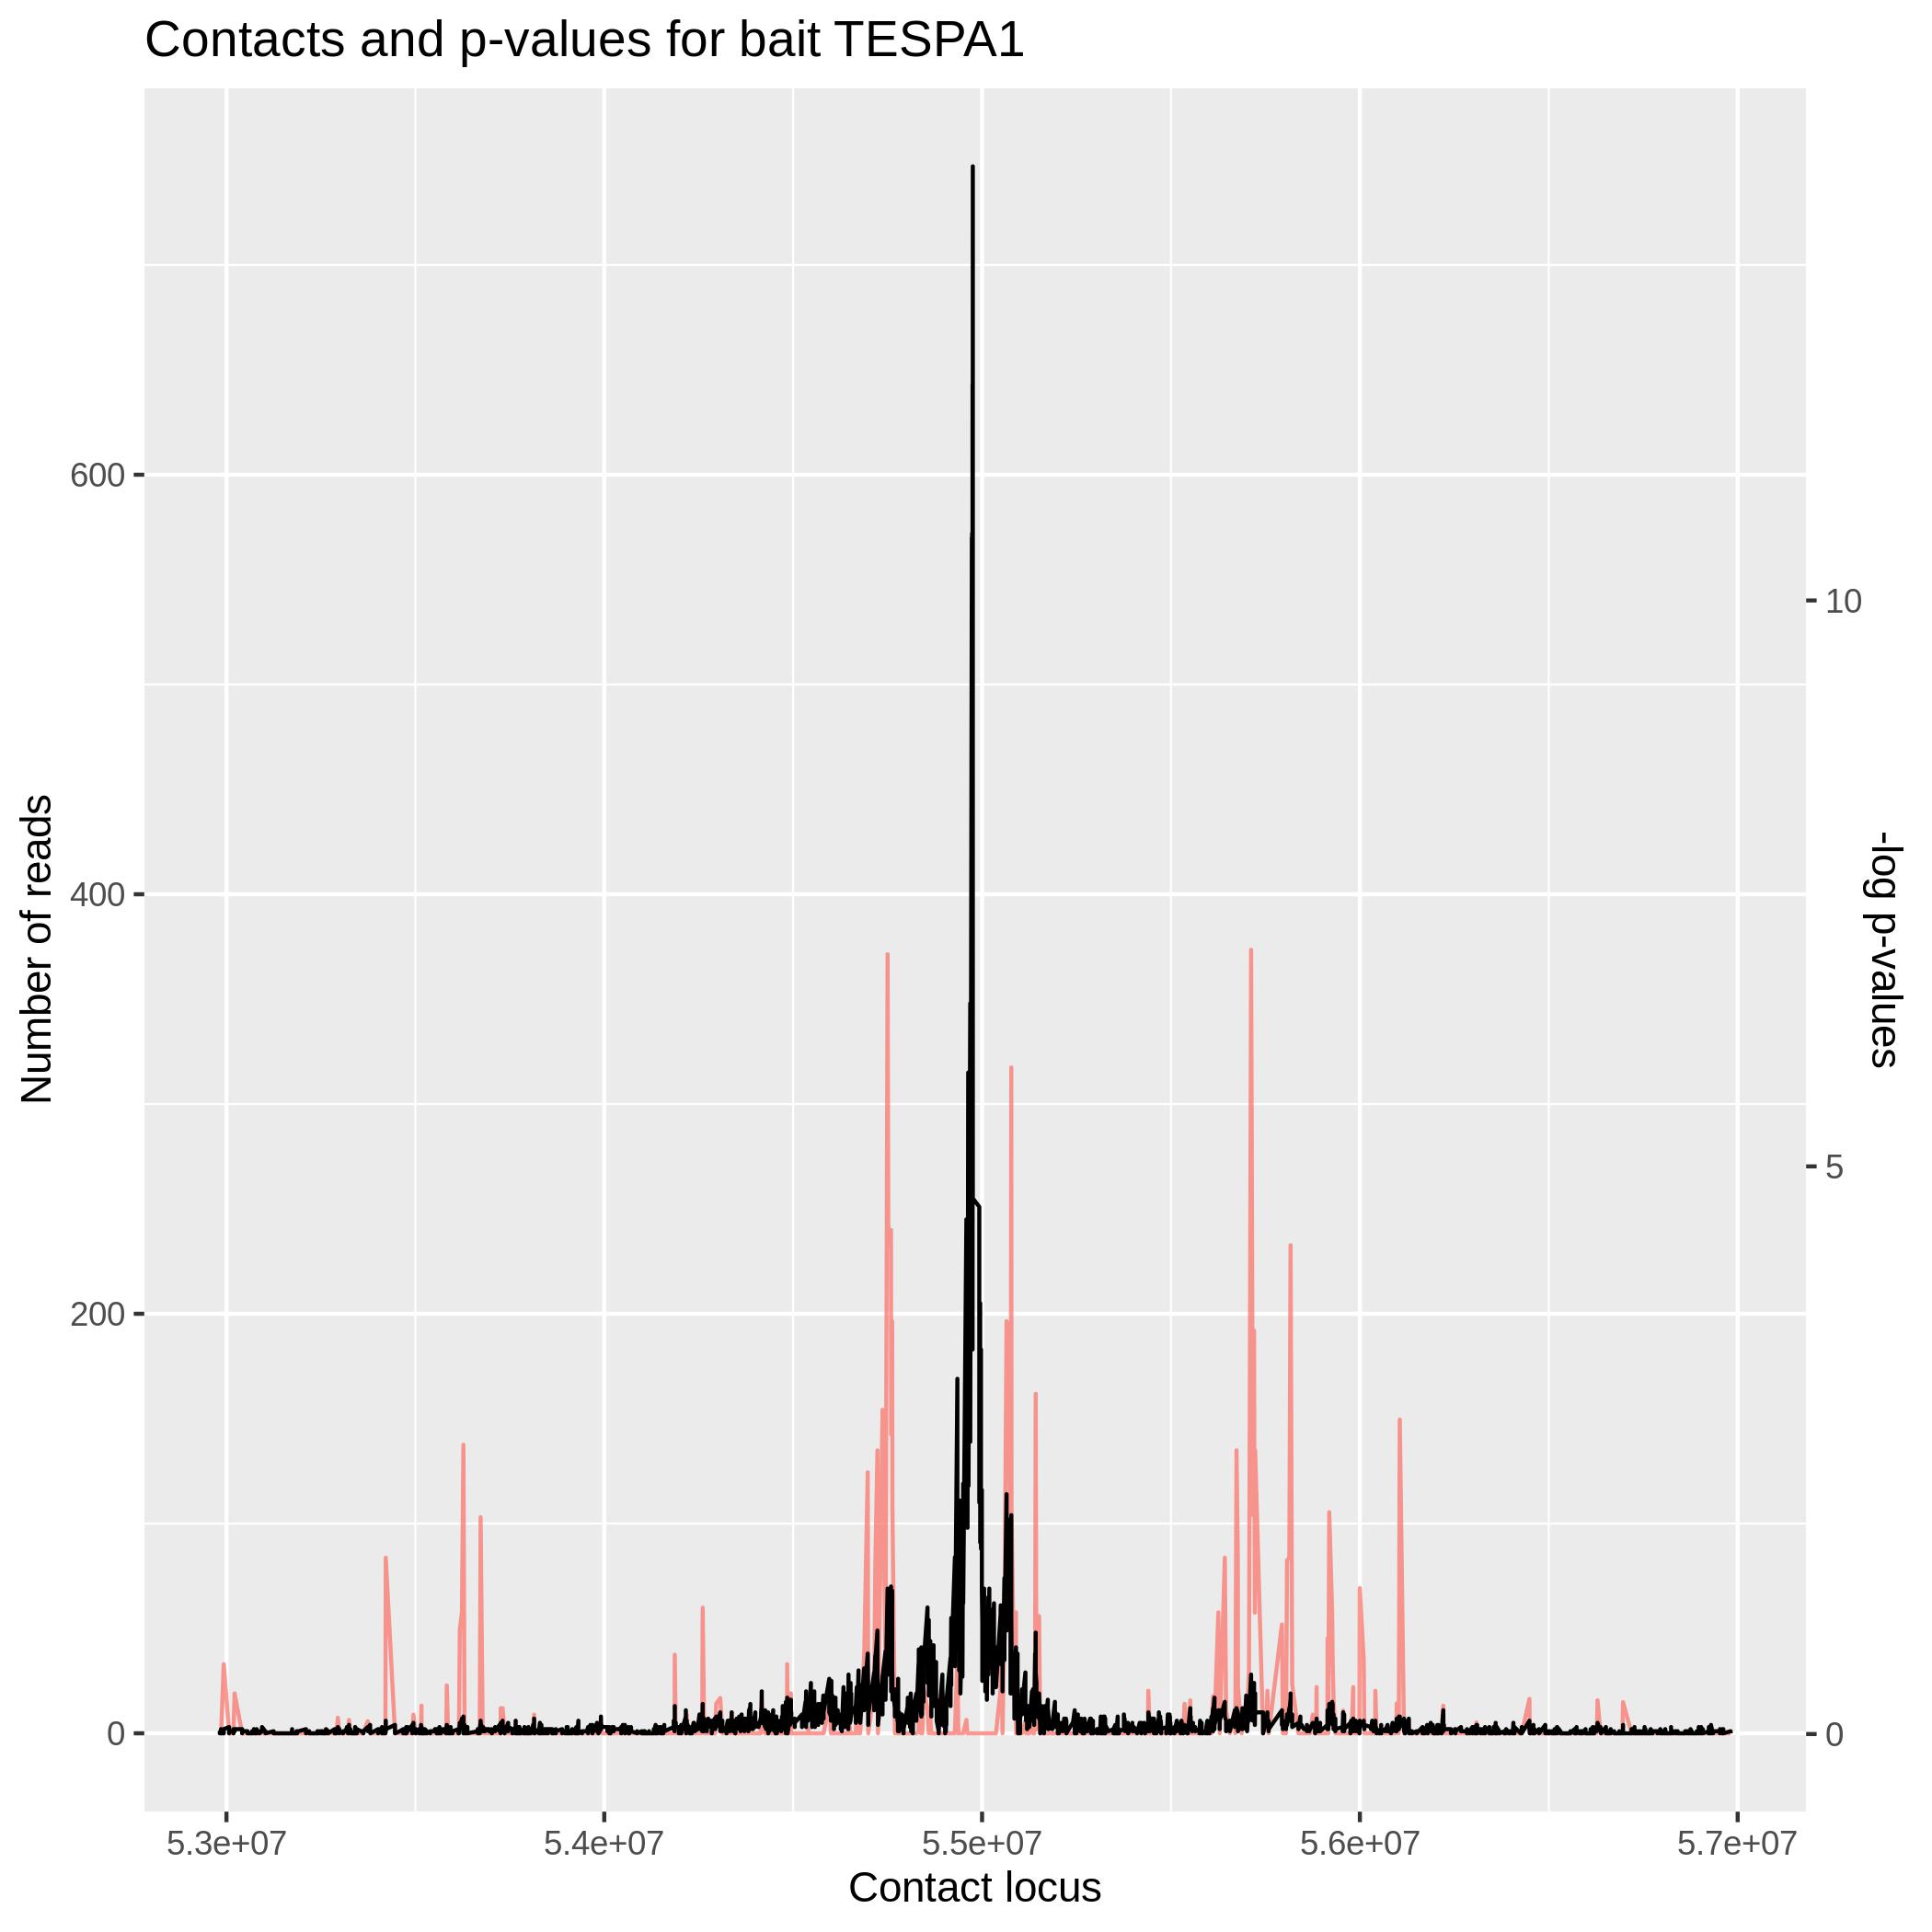 Contacts and p-values for bait TESPA1
Number of reads
600
400
200
0
10
5
0
-log p-values
5.3e+07
5.4e+07
5.5e+07
5.6e+07
5.7e+07
Contact locus